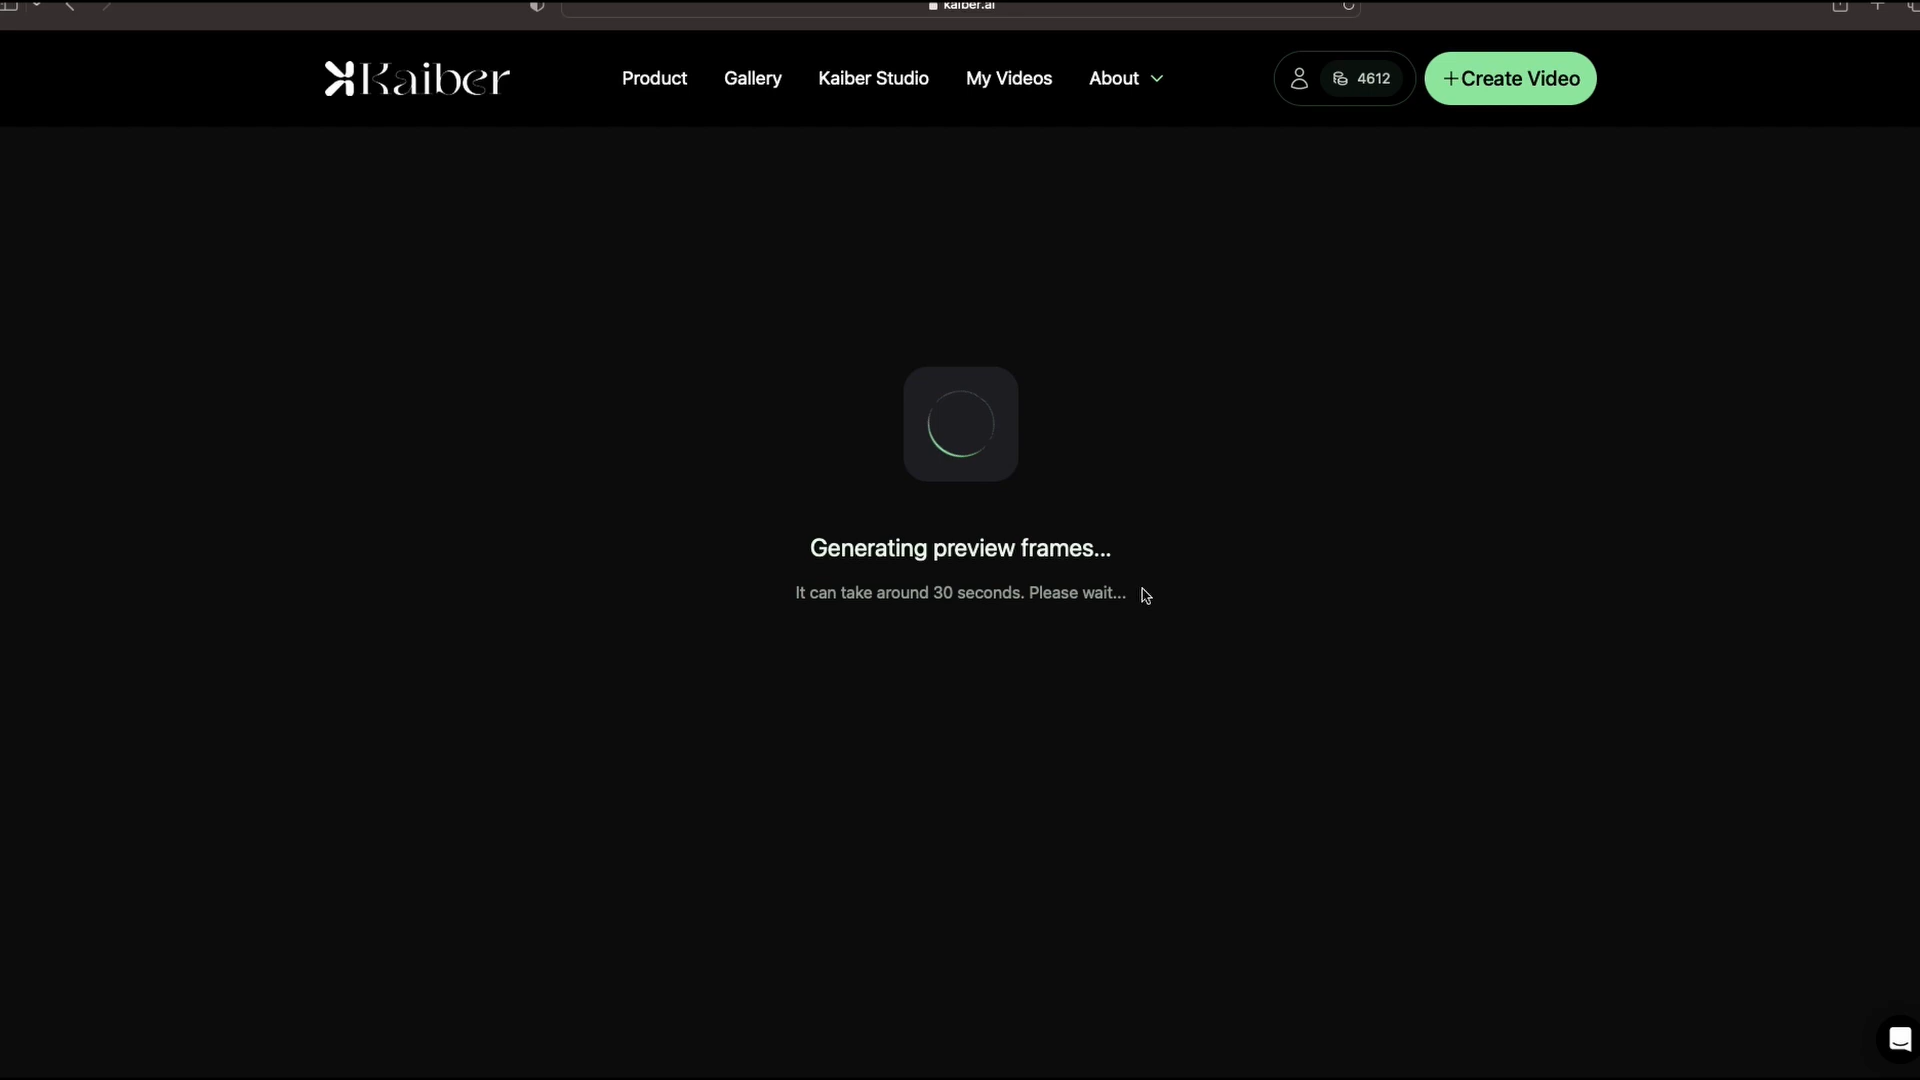 kaiber.ai
Kaiber
Product
Gallery
Kaiber Studio
My Videos
About
4612
+Create Video
Generating preview frames...
It can take around 30 seconds. Please wait...